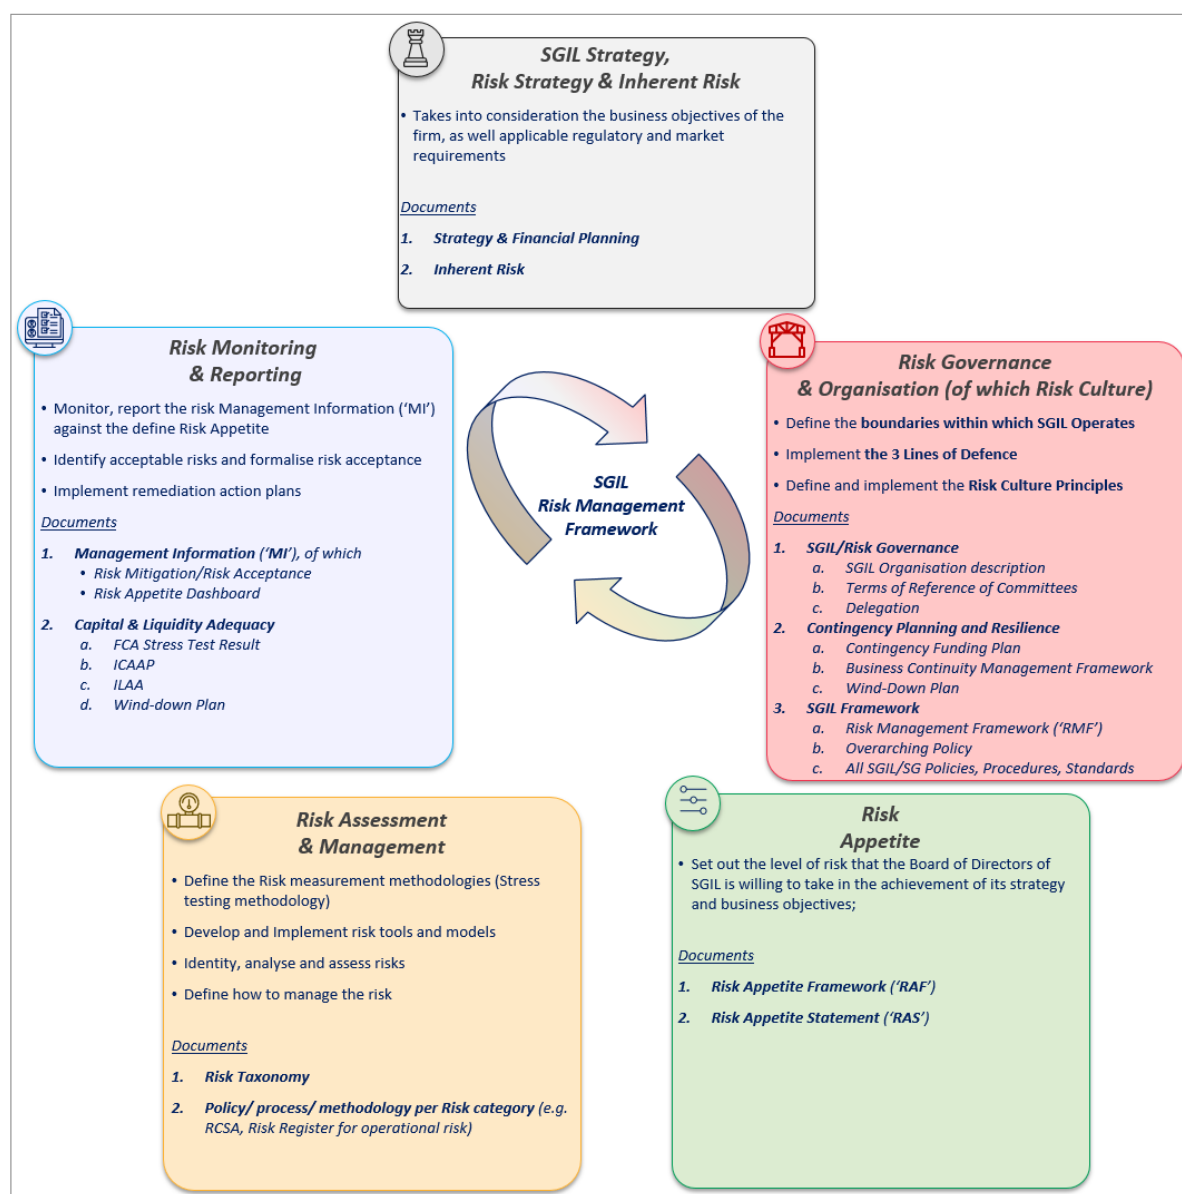 SGIL Strategy,
Risk Strategy & Inherent Risk
• Takes into consideration the business objectives of the
firm, as well applicable regulatory and market
requirements
Documents
1. Strategy & Financial Planning
2. Inherent Risk
Risk Monitoring
& Reporting
• Monitor, report the risk Management Information (‘MI’)
against the define Risk Appetite
• Identify acceptable risks and formalise risk acceptance
• Implement remediation action plans
Documents
1. Management Information (‘MI’), of which
• Risk Mitigation/Risk Acceptance
• Risk Appetite Dashboard
2. Capital & Liquidity Adequacy
a. FCA Stress Test Result
b. ICAAP
c. ILAA
d. Wind-down Plan
SGIL
Risk Management
Framework
Risk Governance
& Organisation (of which Risk Culture)
• Define the boundaries within which SGIL Operates
• Implement the 3 Lines of Defence
• Define and implement the Risk Culture Principles
Documents
1. SGIL/Risk Governance
a. SGIL Organisation description
b. Terms of Reference of Committees
c. Delegation
2. Contingency Planning and Resilience
a. Contingency Funding Plan
b. Business Continuity Management Framework
c. Wind-Down Plan
3. SGIL Framework
a. Risk Management Framework (‘RMF’)
b. Overarching Policy
c. All SGIL/SG Policies, Procedures, Standards
Risk Assessment
& Management
• Define the Risk measurement methodologies (Stress
testing methodology)
• Develop and Implement risk tools and models
• Identity, analyse and assess risks
• Define how to manage the risk
Documents
1. Risk Taxonomy
2. Policy/ process/ methodology per Risk category (e.g.
RCSA, Risk Register for operational risk)
Risk
Appetite
• Set out the level of risk that the Board of Directors of
SGIL is willing to take in the achievement of its strategy
and business objectives;
Documents
1. Risk Appetite Framework (‘RAF’)
2. Risk Appetite Statement (‘RAS’)